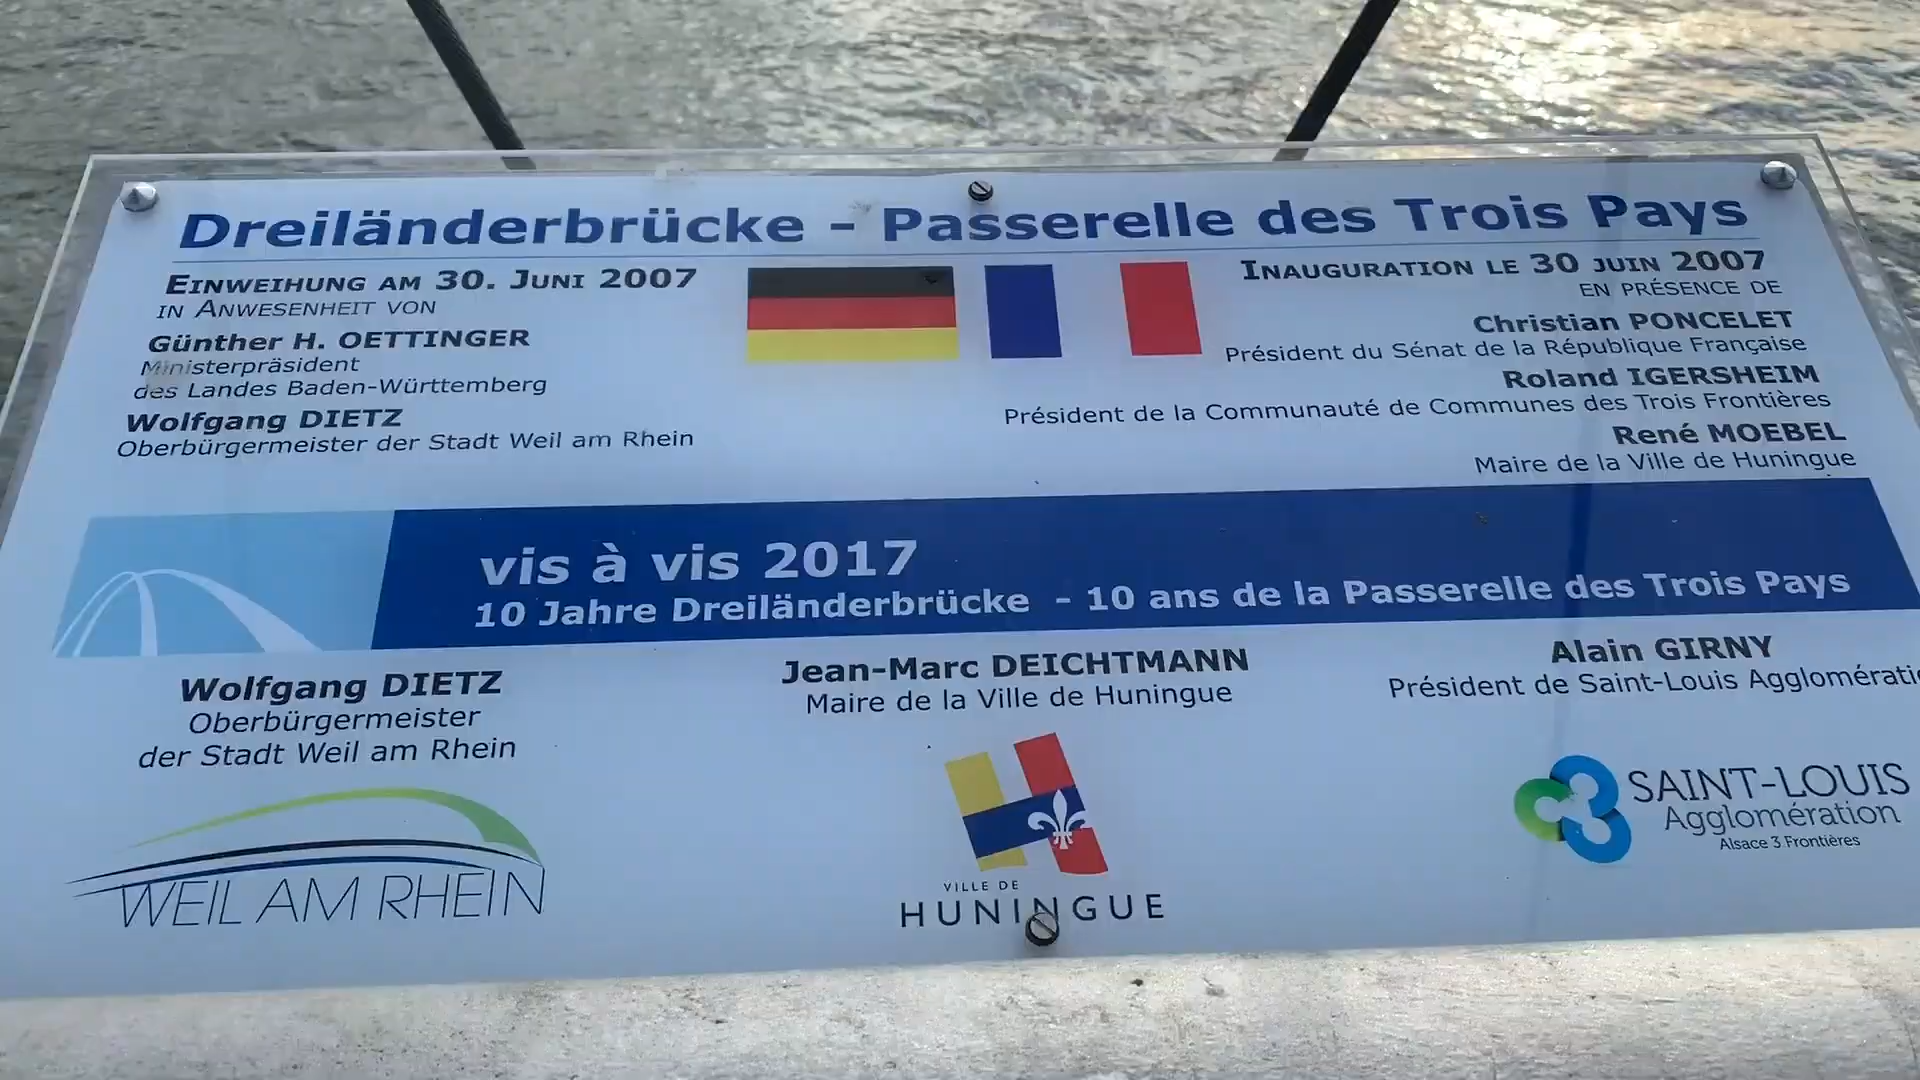 Dreiländerbrücke - Passerelle des Trois Pays
EINWEIHUNG AM 30. JUNI 2007
IN ANWESENHEIT VON
Günther H. OETTINGER
Ministerpräsident
des Landes Baden-Württemberg
Wolfgang DIETZ
Oberbürgermeister der Stadt Weil am Rhein
INAUGURATION LE 30 JUIN 2007
EN PRÉSENCE DE
Christian PONCELET
Président du Sénat de la République Française
Roland IGERSHEIM
Président de la Communauté de Communes des Trois Frontières
René MOEBEL
Maire de la Ville de Huningue
vis à vis 2017
10 Jahre Dreiländerbrücke - 10 ans de la Passerelle des Trois Pays
Wolfgang DIETZ
Oberbürgermeister
der Stadt Weil am Rhein
WEIL AM RHEIN
Jean-Marc DEICHTMANN
Maire de la Ville de Huningue
VILLE DE
HUNINGUE
Alain GIRNY
Président de Saint-Louis Agglomératio
SAINT-LOUIS
Agglomération
Alsace 3 Frontières